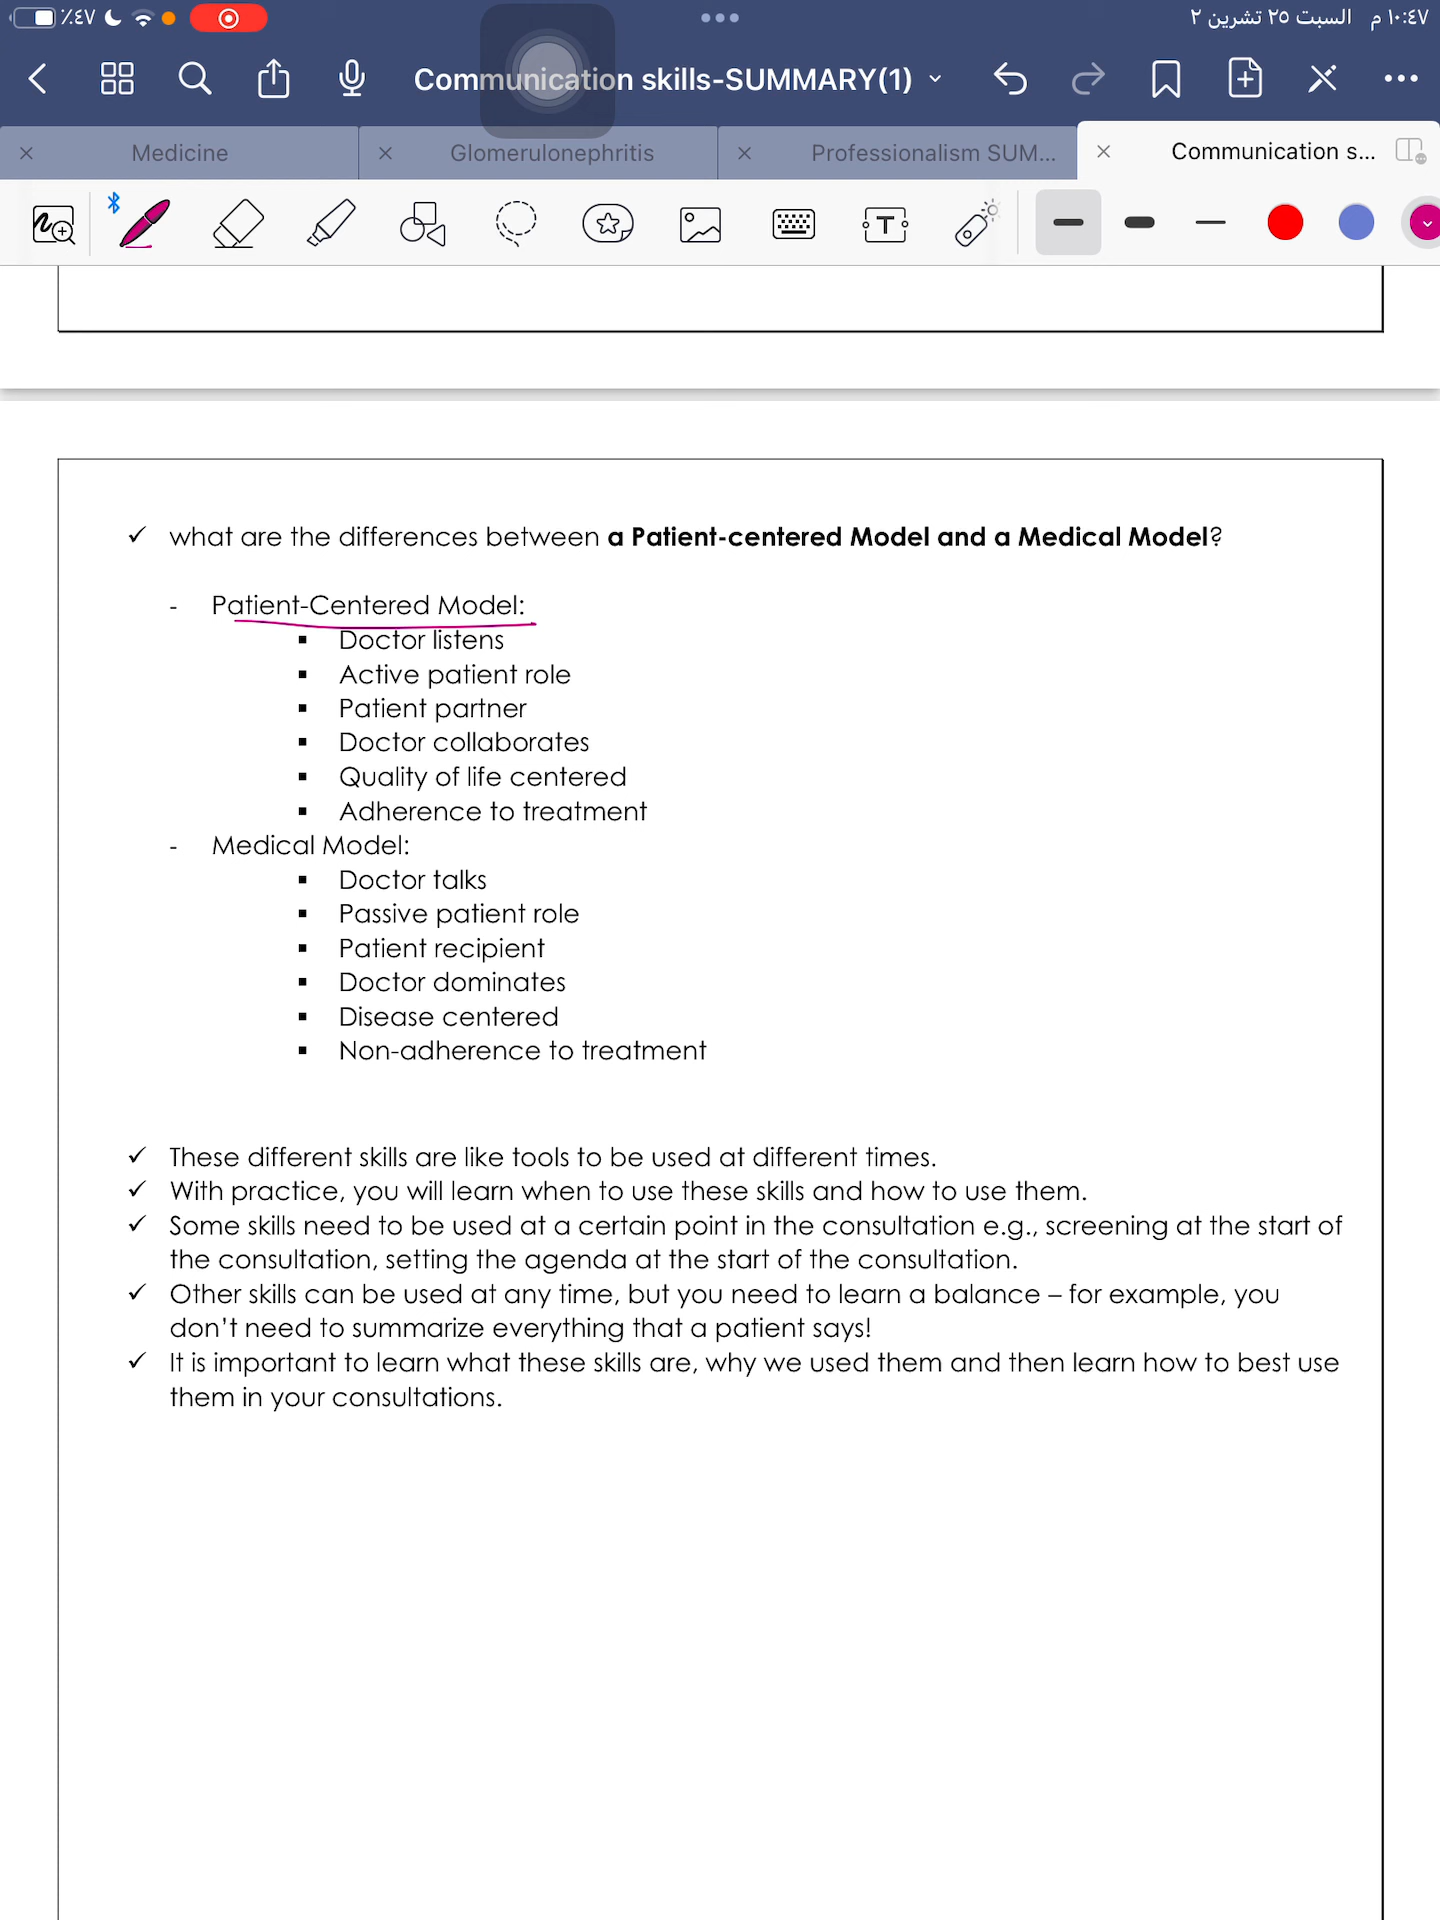 ٪٤٧
السبت ٢٥ تشرين ٢ ١٠:٤٧ م
Communication skills-SUMMARY(1)
Medicine
Glomerulonephritis
Professionalism SUM...
Communication s...
T
✓ what are the differences between a Patient-centered Model and a Medical Model?
- Patient-Centered Model:
▪ Doctor listens
▪ Active patient role
▪ Patient partner
▪ Doctor collaborates
▪ Quality of life centered
▪ Adherence to treatment
- Medical Model:
▪ Doctor talks
▪ Passive patient role
▪ Patient recipient
▪ Doctor dominates
▪ Disease centered
▪ Non-adherence to treatment
✓ These different skills are like tools to be used at different times.
✓ With practice, you will learn when to use these skills and how to use them.
✓ Some skills need to be used at a certain point in the consultation e.g., screening at the start of
the consultation, setting the agenda at the start of the consultation.
✓ Other skills can be used at any time, but you need to learn a balance – for example, you
don’t need to summarize everything that a patient says!
✓ It is important to learn what these skills are, why we used them and then learn how to best use
them in your consultations.